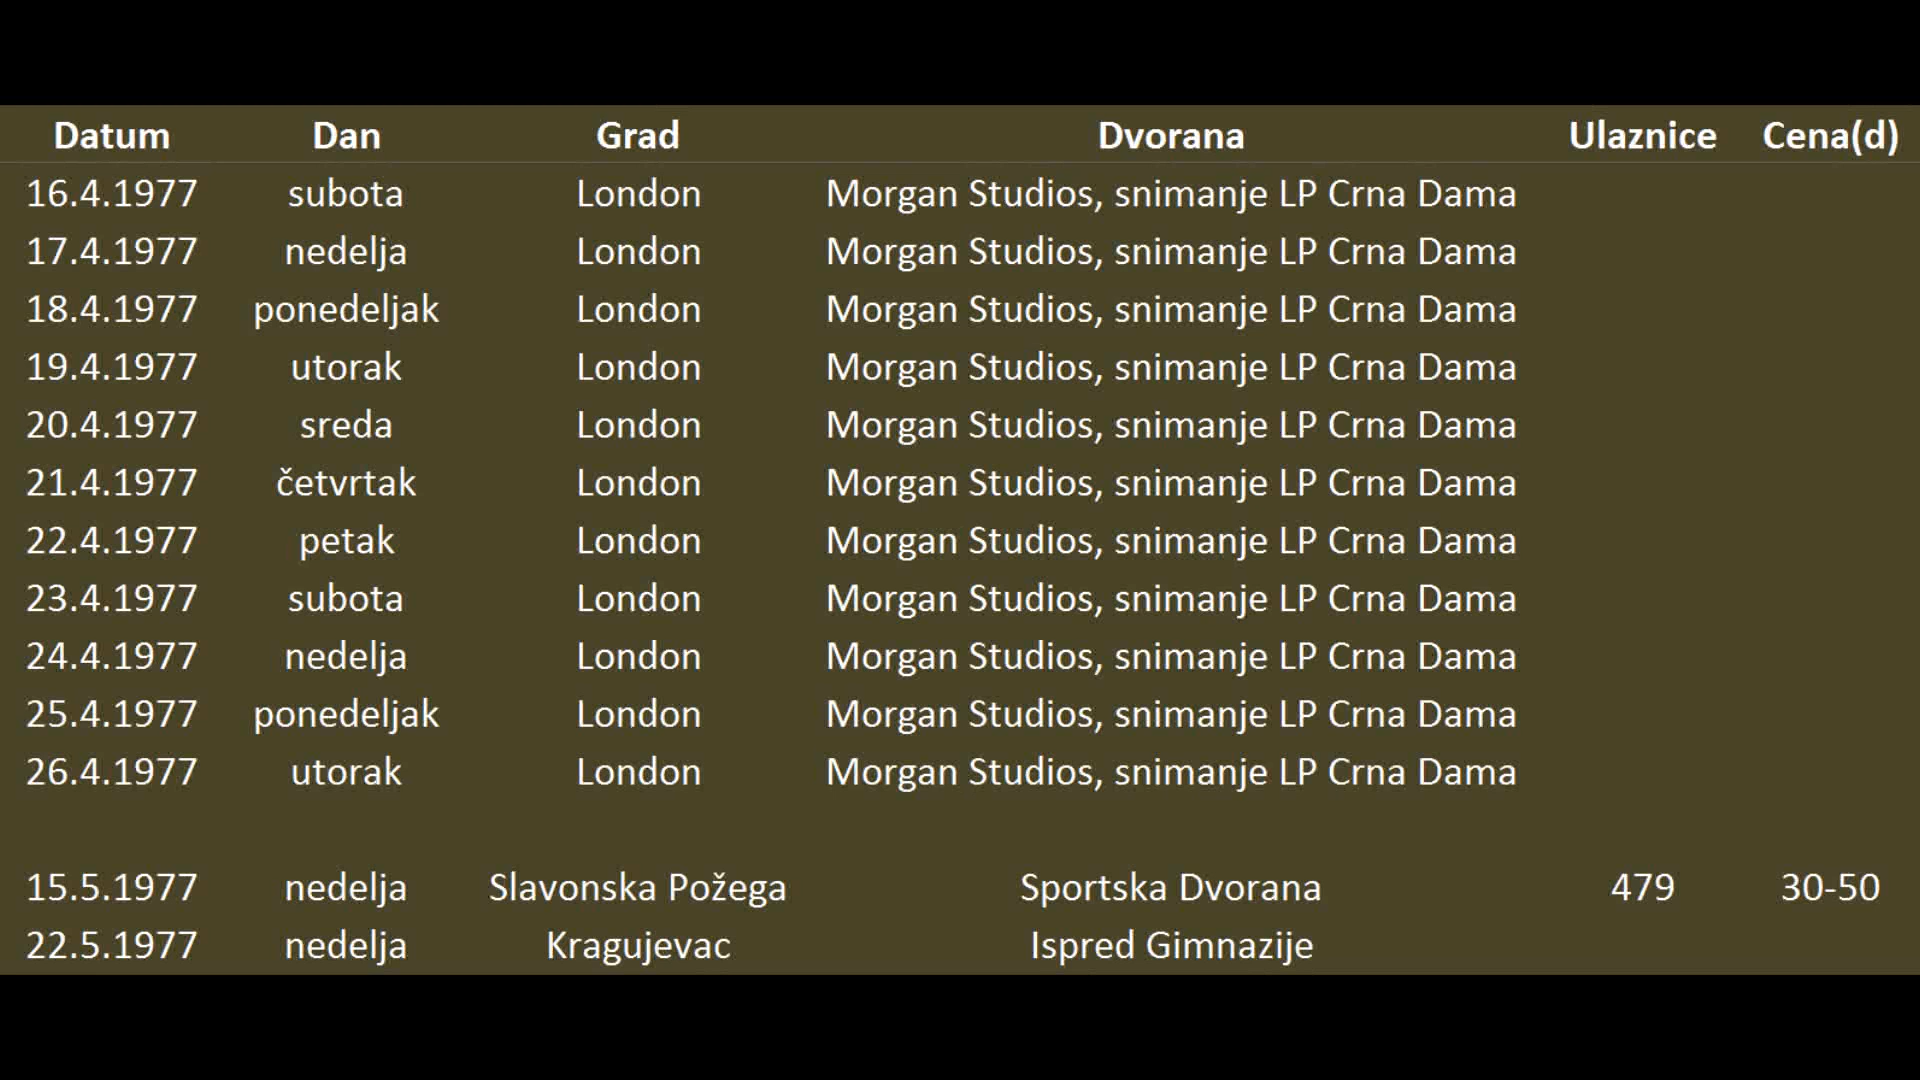 Datum Dan Grad Dvorana Ulaznice Cena(d)
16.4.1977 subota London Morgan Studios, snimanje LP Crna Dama
17.4.1977 nedelja London Morgan Studios, snimanje LP Crna Dama
18.4.1977 ponedeljak London Morgan Studios, snimanje LP Crna Dama
19.4.1977 utorak London Morgan Studios, snimanje LP Crna Dama
20.4.1977 sreda London Morgan Studios, snimanje LP Crna Dama
21.4.1977 četvrtak London Morgan Studios, snimanje LP Crna Dama
22.4.1977 petak London Morgan Studios, snimanje LP Crna Dama
23.4.1977 subota London Morgan Studios, snimanje LP Crna Dama
24.4.1977 nedelja London Morgan Studios, snimanje LP Crna Dama
25.4.1977 ponedeljak London Morgan Studios, snimanje LP Crna Dama
26.4.1977 utorak London Morgan Studios, snimanje LP Crna Dama
15.5.1977 nedelja Slavonska Požega Sportska Dvorana 479 30-50
22.5.1977 nedelja Kragujevac Ispred Gimnazije